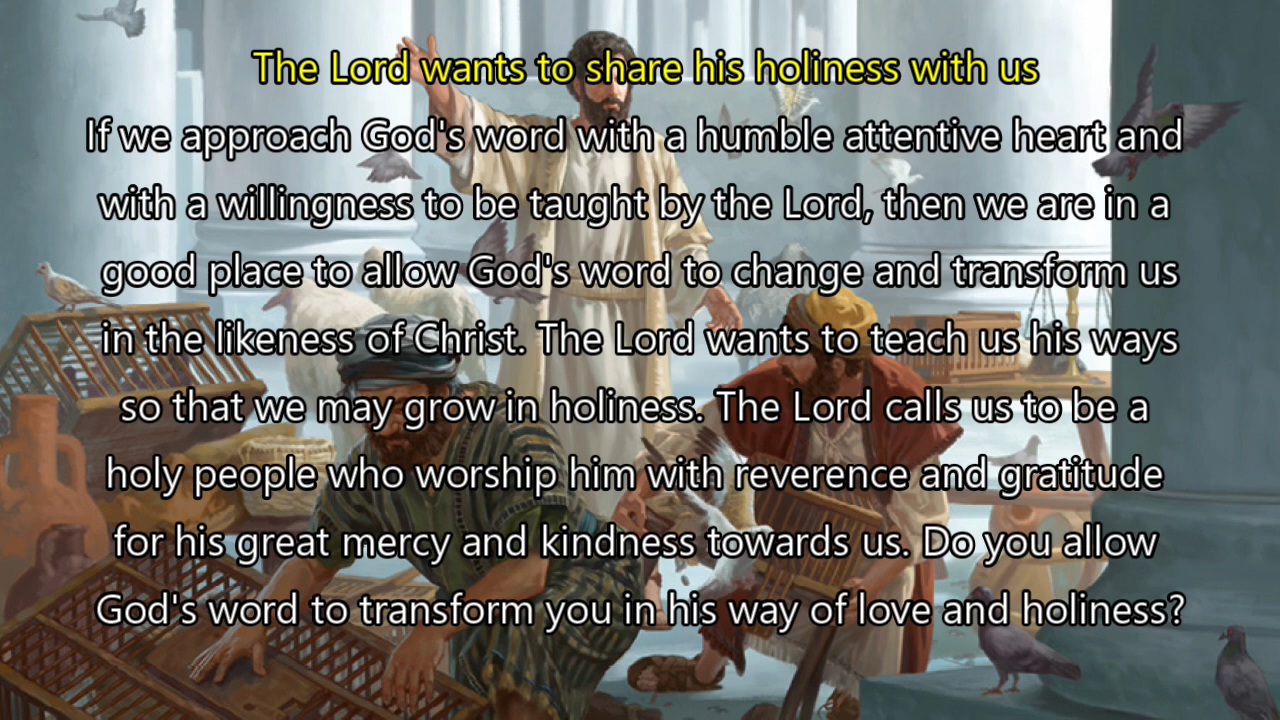 The Lord wants to share his holiness with us
If we approach God's word with a humble attentive heart and
with a willingness to be taught by the Lord, then we are in a
good place to allow God's word to change and transform us
in the likeness of Christ. The Lord wants to teach us his ways
so that we may grow in holiness. The Lord calls us to be a
holy people who worship him with reverence and gratitude
for his great mercy and kindness towards us. Do you allow
God's word to transform you in his way of love and holiness?